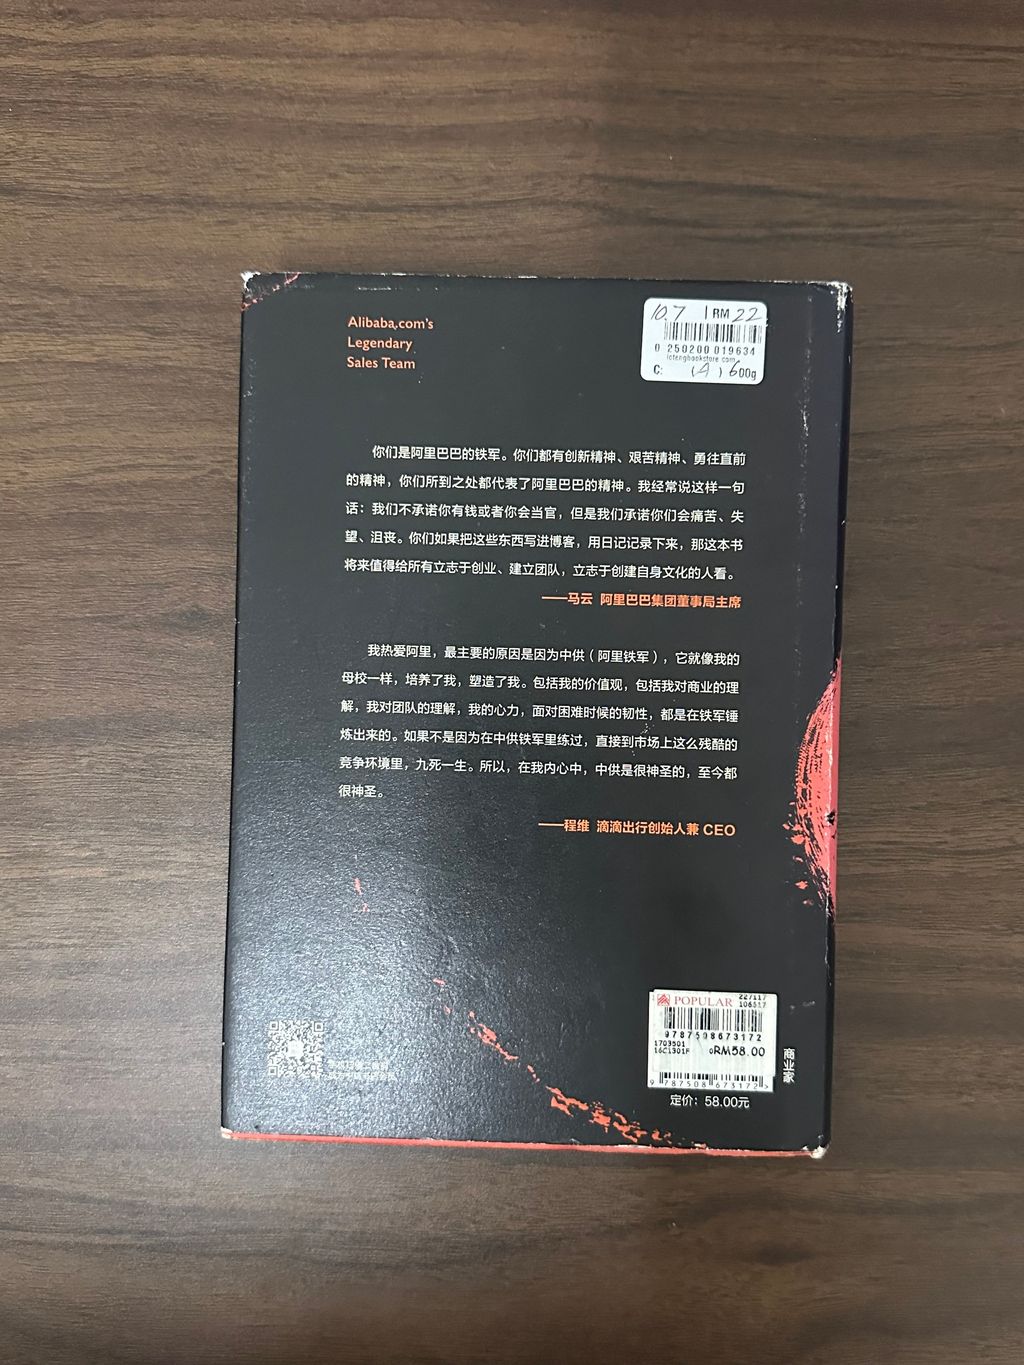 Alibaba.com's
Legendary
Sales Team
10.7 | RM 22
0 250200 019634
lotengbookstore.com
C: (A) 600g
你们是阿里巴巴的铁军。你们都有创新精神、艰苦精神、勇往直前
的精神，你们所到之处都代表了阿里巴巴的精神。我经常说这样一句
话：我们不承诺你有钱或者你会当官，但是我们承诺你们会痛苦、失
望、沮丧。你们如果把这些东西写进博客，用日记记录下来，那这本书
将来值得给所有立志于创业、建立团队，立志于创建自身文化的人看。
——马云 阿里巴巴集团董事局主席
我热爱阿里，最主要的原因是因为中供（阿里铁军），它就像我的
母校一样，培养了我，塑造了我。包括我的价值观，包括我对商业的理
解，我对团队的理解，我的心力，面对困难时候的韧性，都是在铁军锤
炼出来的。如果不是因为在中供铁军里练过，直接到市场上这么残酷的
竞争环境里，九死一生。所以，在我内心中，中供是很神圣的，至今都
很神圣。
——程维 滴滴出行创始人兼 CEO
POPULAR 227117
106517
9787508673172
1703501
16C1301F
RM58.00
9 787508 673172 >
定价：58.00元
商业家